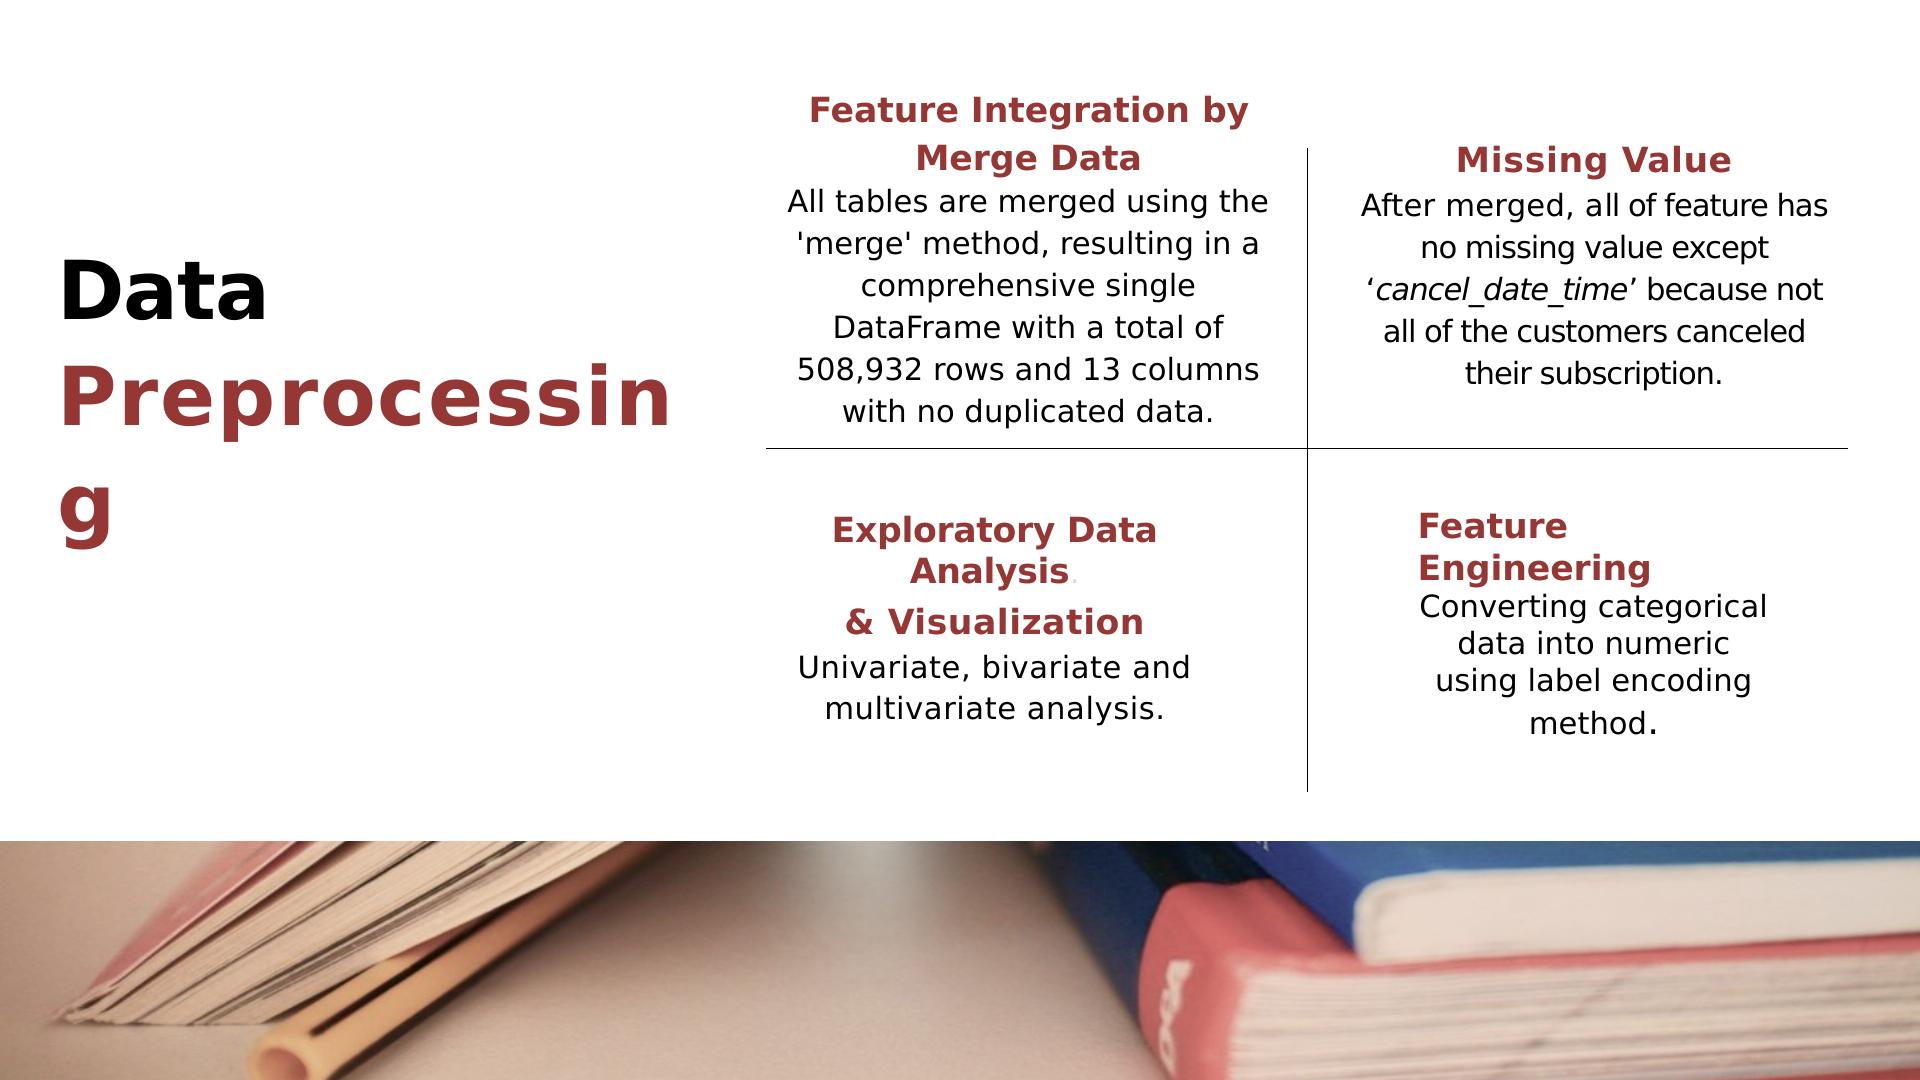 Data
Preprocessin
g
Feature Integration by
Merge Data
All tables are merged using the
'merge' method, resulting in a
comprehensive single
DataFrame with a total of
508,932 rows and 13 columns
with no duplicated data.
Missing Value
After merged, all of feature has
no missing value except
‘cancel_date_time’ because not
all of the customers canceled
their subscription.
Exploratory Data
Analysis.
& Visualization
Univariate, bivariate and
multivariate analysis.
Feature
Engineering
Converting categorical
data into numeric
using label encoding
method.